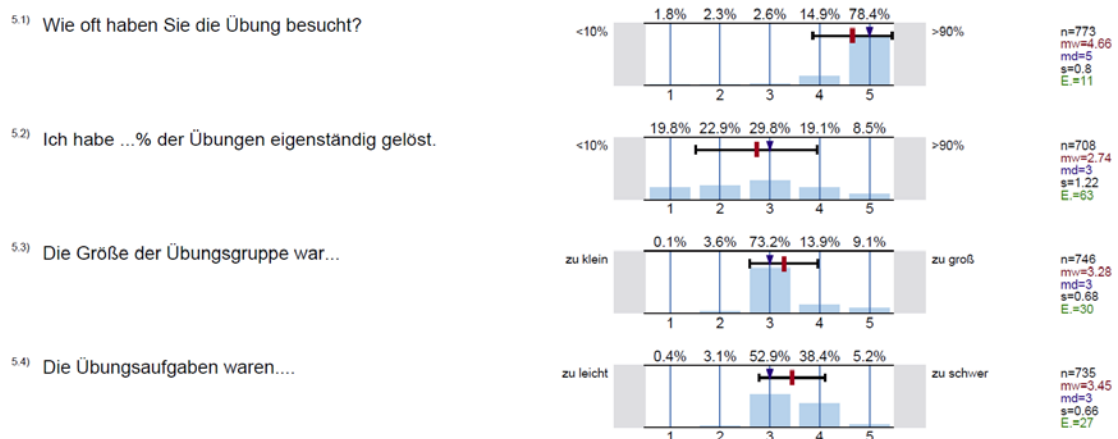 5.1) Wie oft haben Sie die Übung besucht?
1.8% 2.3% 2.6% 14.9% 78.4%
<10% >90%
1 2 3 4 5
n=773
mw=4.66
md=5
s=0.8
E.=11
5.2) Ich habe ...% der Übungen eigenständig gelöst.
19.8% 22.9% 29.8% 19.1% 8.5%
<10% >90%
1 2 3 4 5
n=708
mw=2.74
md=3
s=1.22
E.=63
5.3) Die Größe der Übungsgruppe war...
0.1% 3.6% 73.2% 13.9% 9.1%
zu klein zu groß
1 2 3 4 5
n=746
mw=3.28
md=3
s=0.68
E.=30
5.4) Die Übungsaufgaben waren....
0.4% 3.1% 52.9% 38.4% 5.2%
zu leicht zu schwer
1 2 3 4 5
n=735
mw=3.45
md=3
s=0.66
E.=27